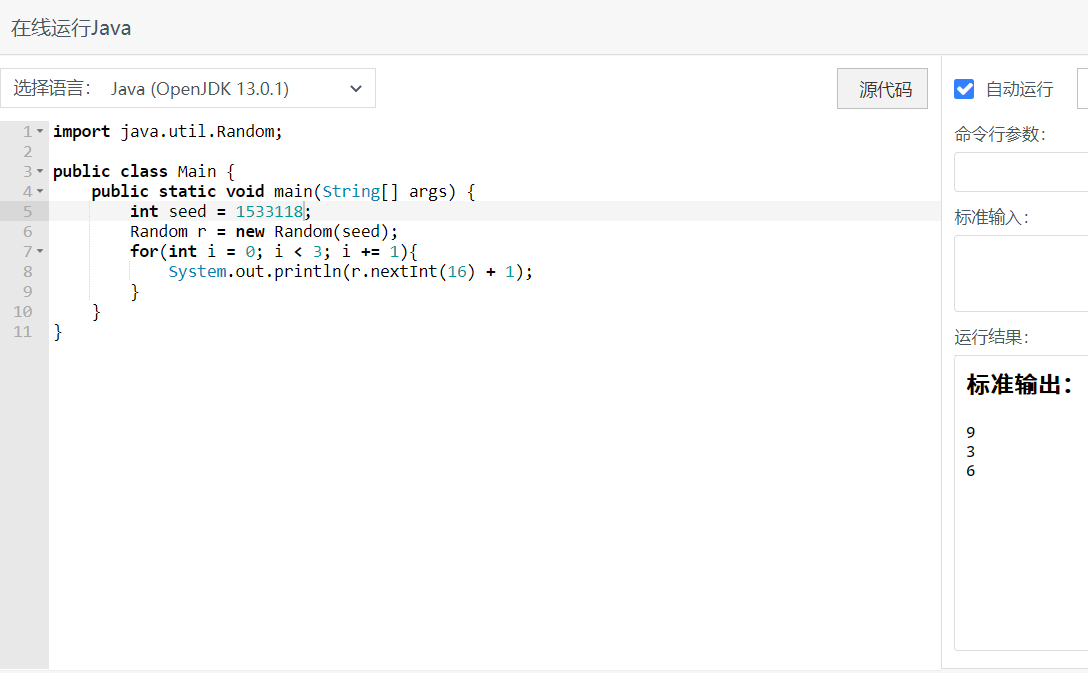 在线运行Java
选择语言： Java (OpenJDK 13.0.1)
源代码
自动运行
1 import java.util.Random;
2
3 public class Main {
4     public static void main(String[] args) {
5         int seed = 1533118;
6         Random r = new Random(seed);
7         for(int i = 0; i < 3; i += 1){
8             System.out.println(r.nextInt(16) + 1);
9         }
10     }
11 }
命令行参数：
标准输入：
运行结果：
标准输出：
9
3
6